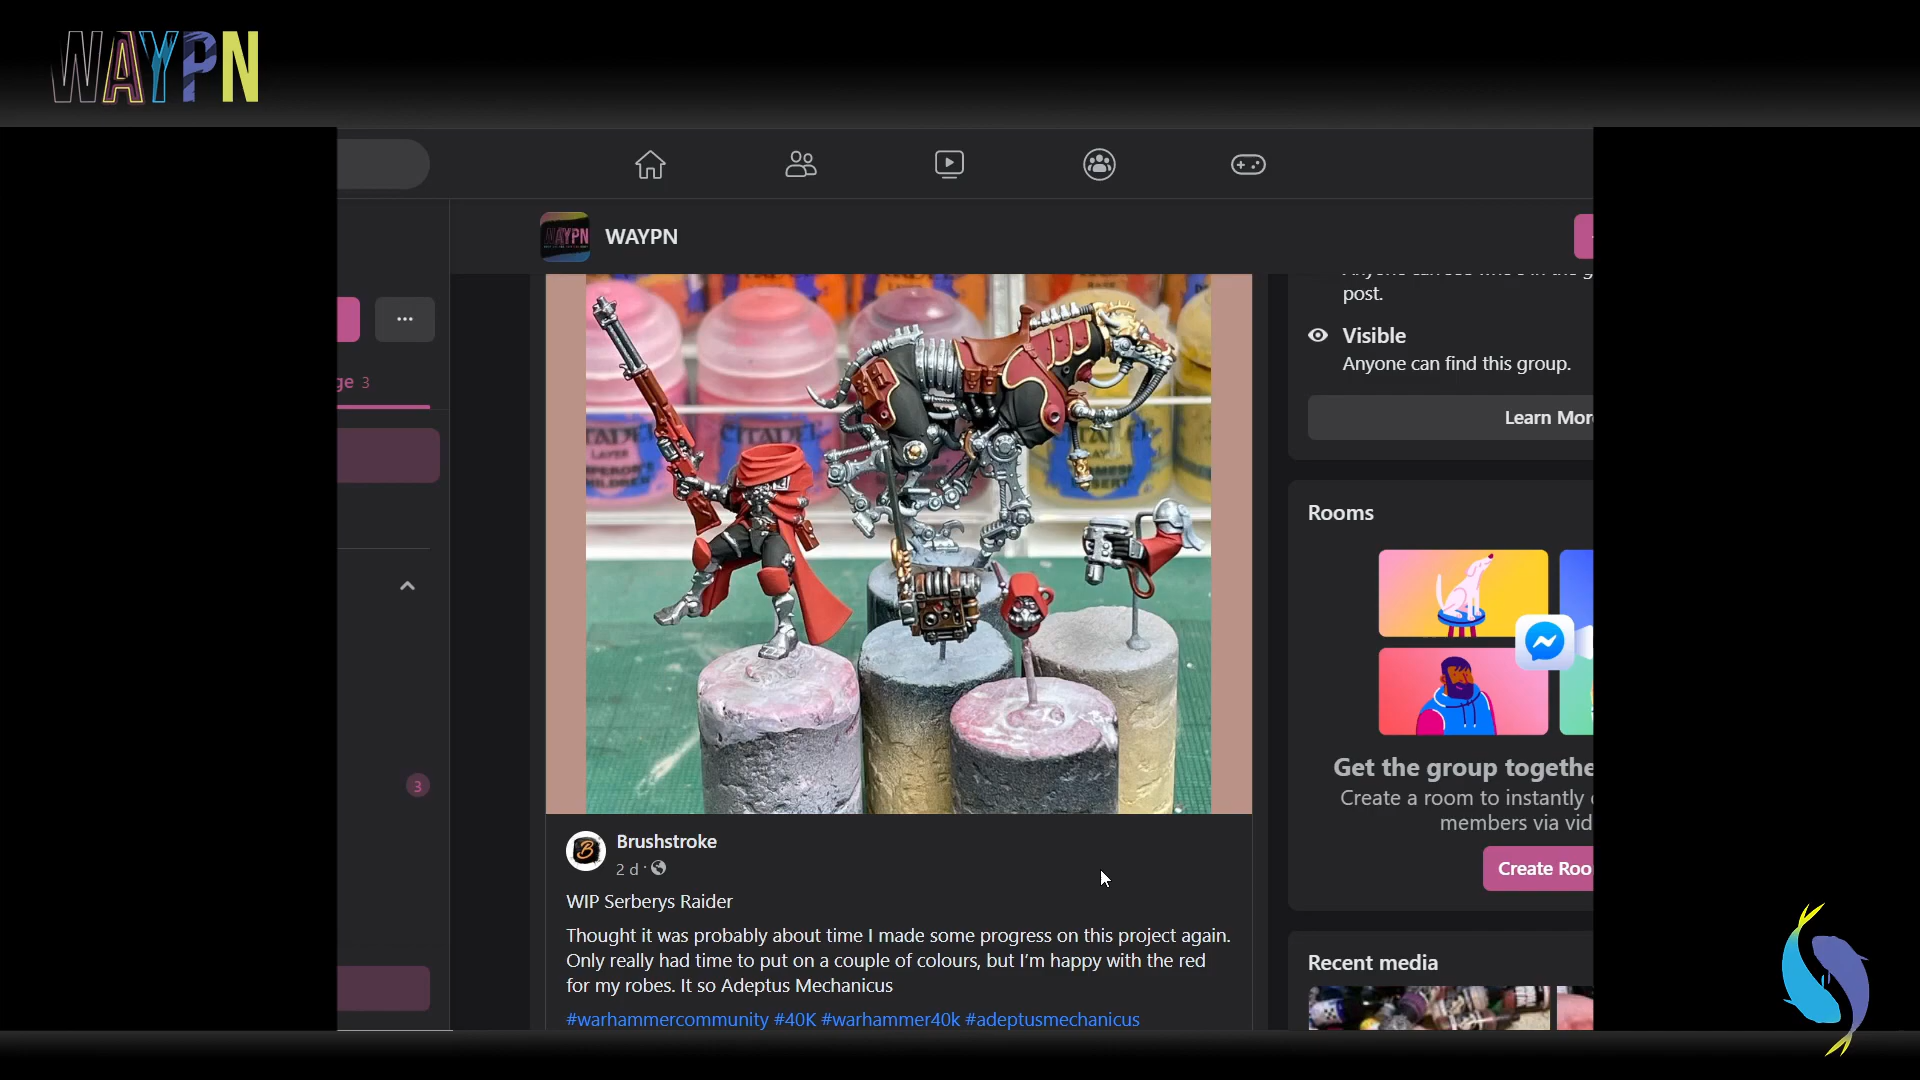 WAYPN
WAYPN
WAYPN
post.
Visible
Anyone can find this group.
Learn Mor
3
CITADEL
LAYER
Rooms
3
Get the group togethe
Create a room to instantly
members via vid
Create Roo
Brushstroke
2 d ·
WIP Serberys Raider
Thought it was probably about time I made some progress on this project again.
Only really had time to put on a couple of colours, but I'm happy with the red
for my robes. It so Adeptus Mechanicus
#warhammercommunity #40K #warhammer40k #adeptusmechanicus
Recent media